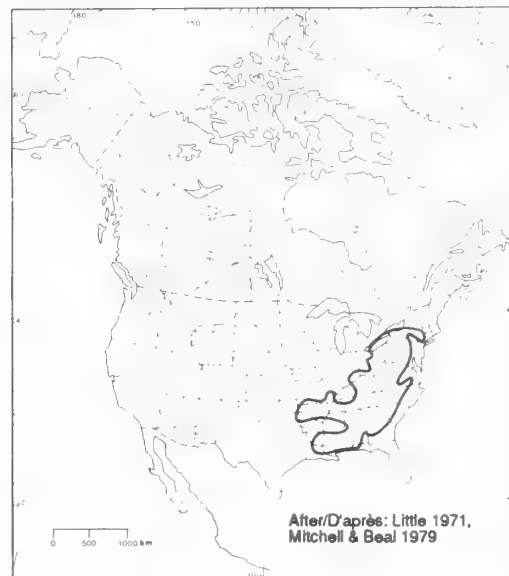 180
150
0 500 1000 km
After/D'après: Little 1971,
Mitchell & Beal 1979